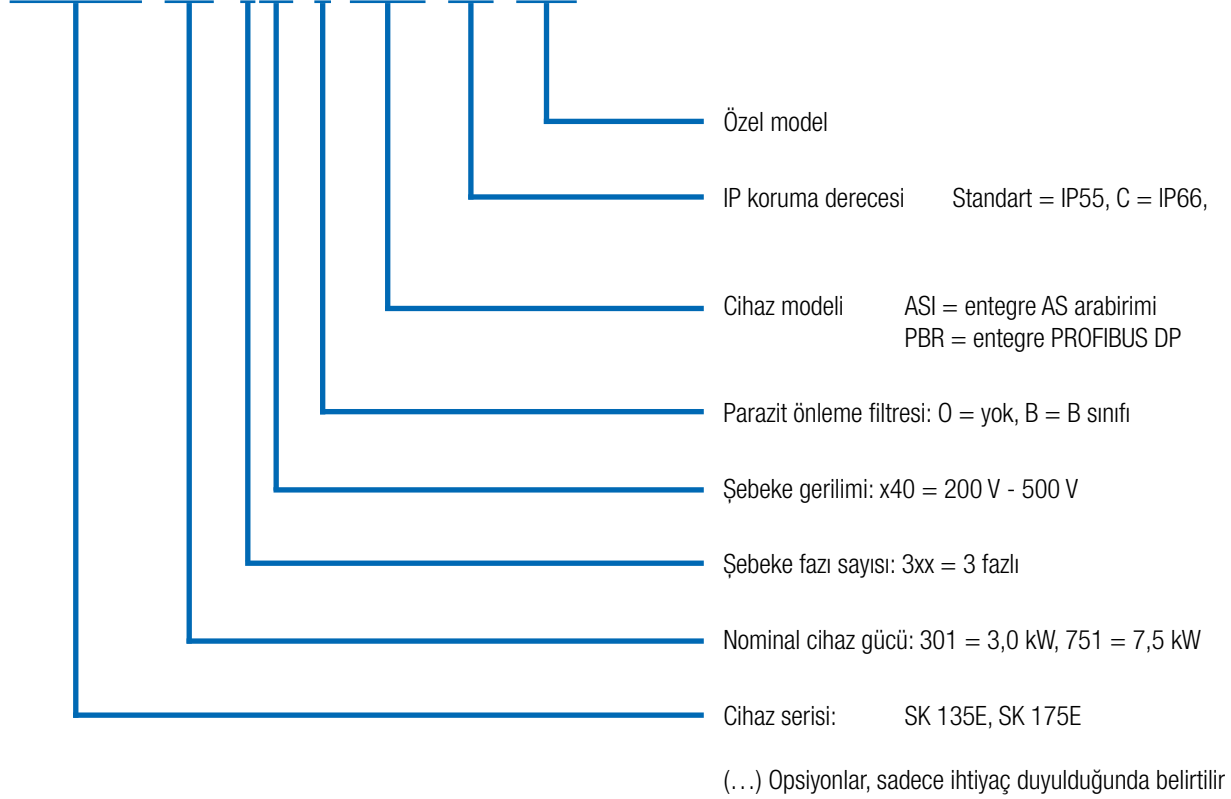 Özel model
IP koruma derecesi Standart = IP55, C = IP66,
Cihaz modeli ASI = entegre AS arabirimi
PBR = entegre PROFIBUS DP
Parazit önleme filtresi: O = yok, B = B sınıfı
Şebeke gerilimi: x40 = 200 V - 500 V
Şebeke fazı sayısı: 3xx = 3 fazlı
Nominal cihaz gücü: 301 = 3,0 kW, 751 = 7,5 kW
Cihaz serisi: SK 135E, SK 175E
(…) Opsiyonlar, sadece ihtiyaç duyulduğunda belirtilir